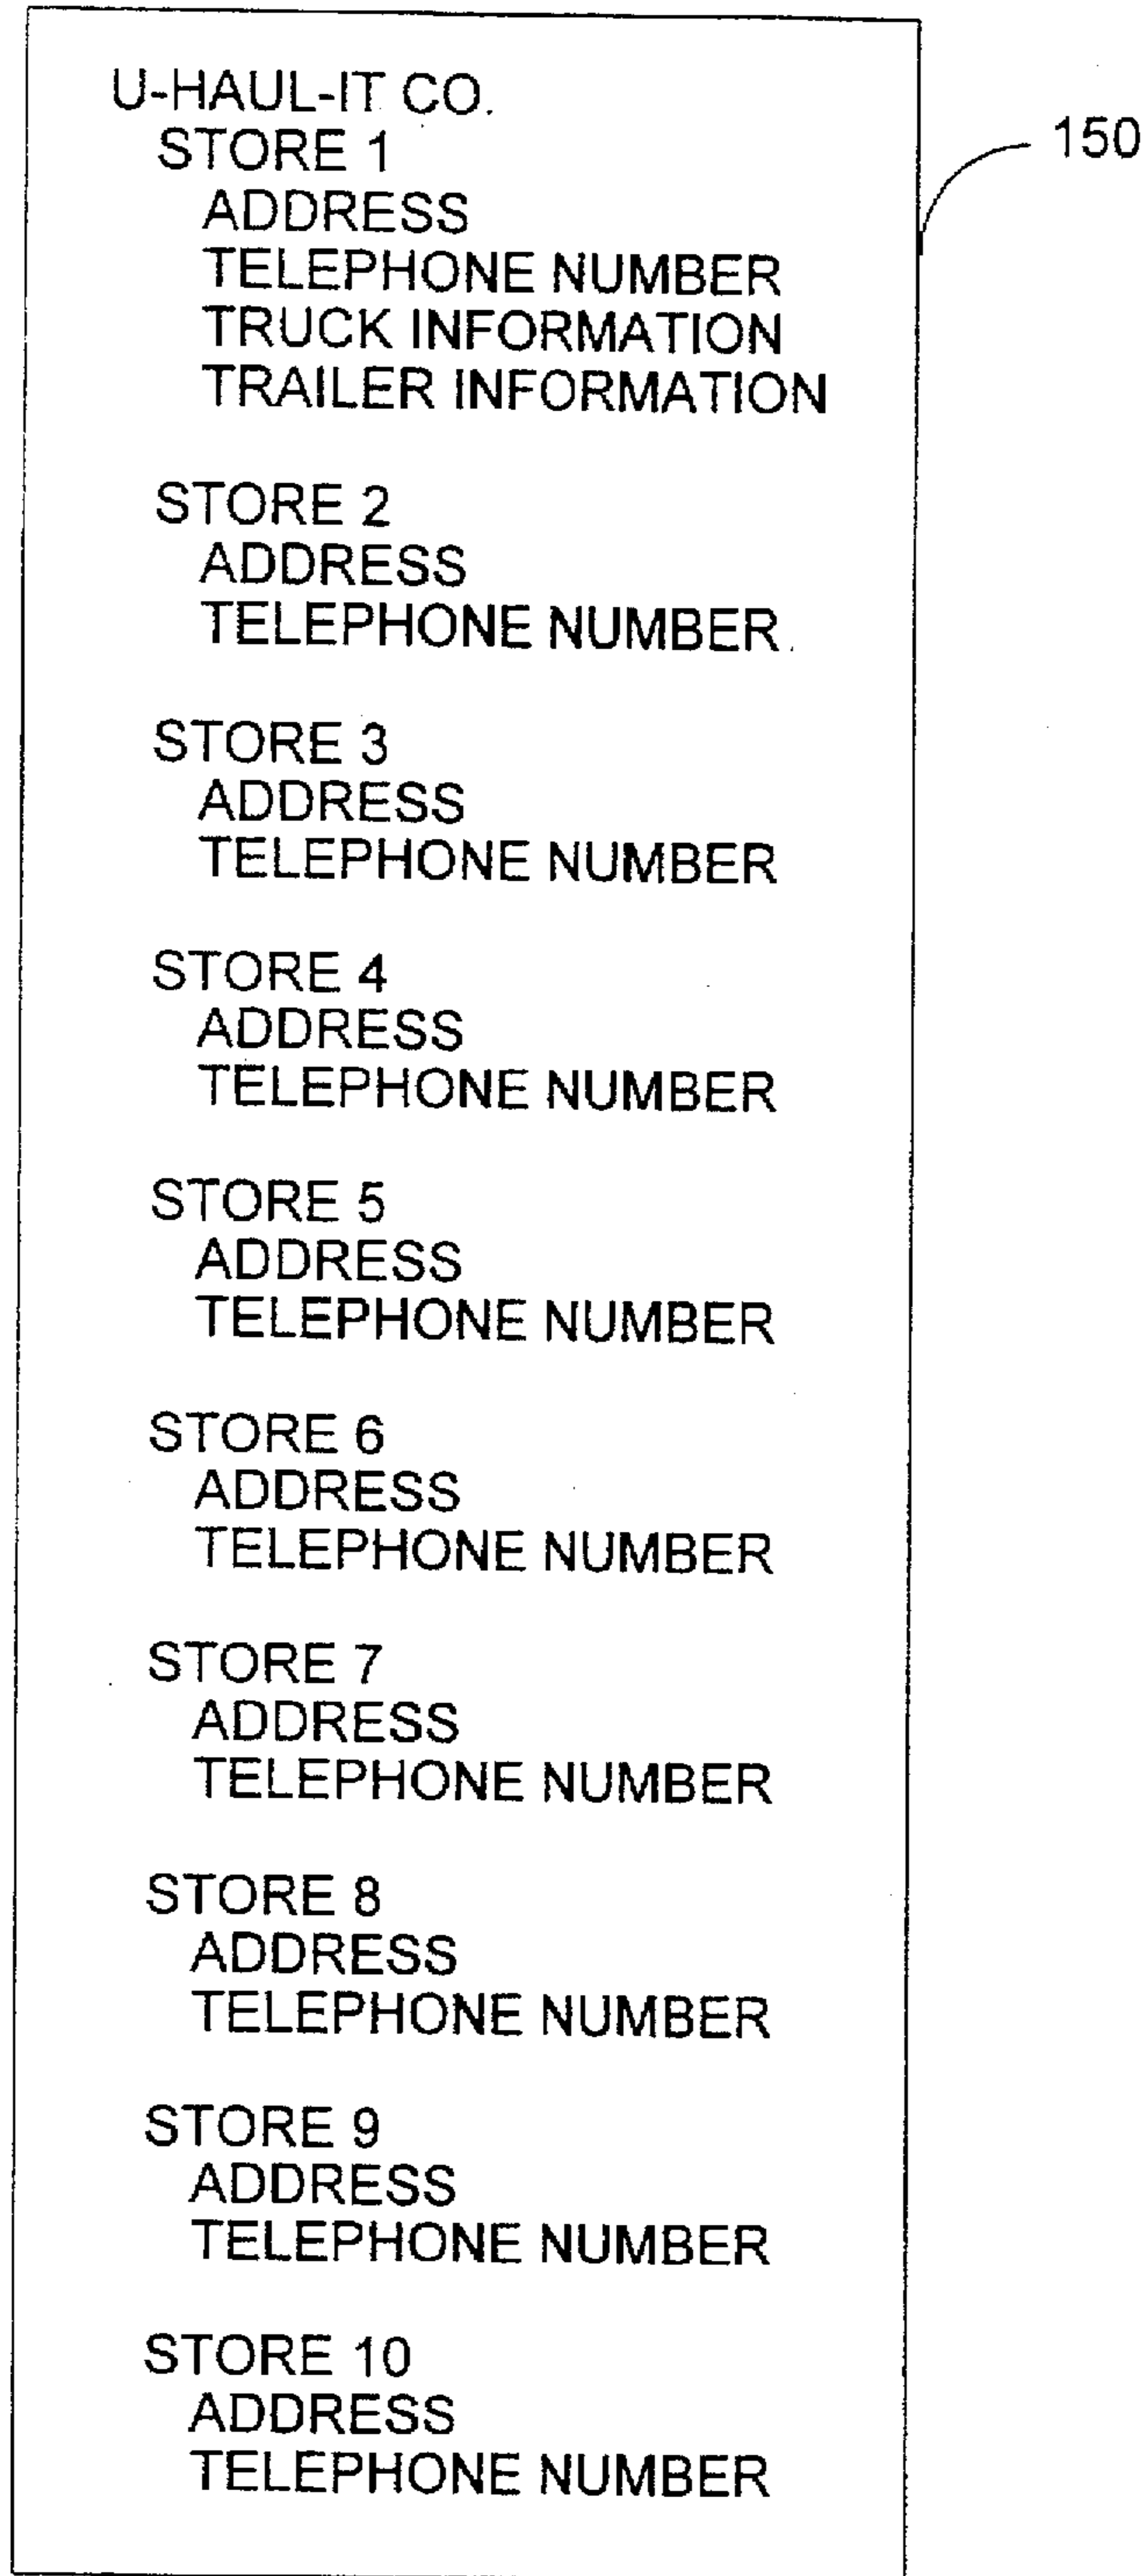 U-HAUL-IT CO.
STORE 1
ADDRESS
TELEPHONE NUMBER
TRUCK INFORMATION
TRAILER INFORMATION
STORE 2
ADDRESS
TELEPHONE NUMBER
STORE 3
ADDRESS
TELEPHONE NUMBER
STORE 4
ADDRESS
TELEPHONE NUMBER
STORE 5
ADDRESS
TELEPHONE NUMBER
STORE 6
ADDRESS
TELEPHONE NUMBER
STORE 7
ADDRESS
TELEPHONE NUMBER
STORE 8
ADDRESS
TELEPHONE NUMBER
STORE 9
ADDRESS
TELEPHONE NUMBER
STORE 10
ADDRESS
TELEPHONE NUMBER
150